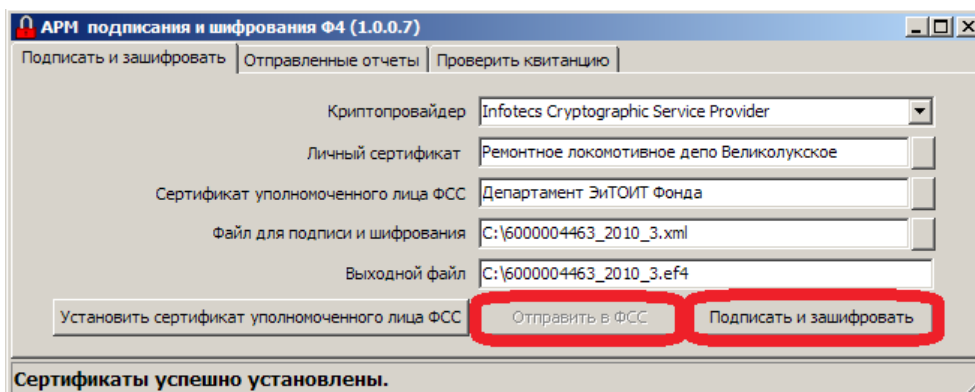 АРМ подписания и шифрования Ф4 (1.0.0.7)
Подписать и зашифровать Отправленные отчеты Проверить квитанцию
Криптопровайдер Infotecs Cryptographic Service Provider
Личный сертификат Ремонтное локомотивное депо Великолукское
Сертификат уполномоченного лица ФСС Департамент ЭиТОИТ Фонда
Файл для подписи и шифрования C:\6000004463_2010_3.xml
Выходной файл C:\6000004463_2010_3.ef4
Установить сертификат уполномоченного лица ФСС Отправить в ФСС Подписать и зашифровать
Сертификаты успешно установлены.